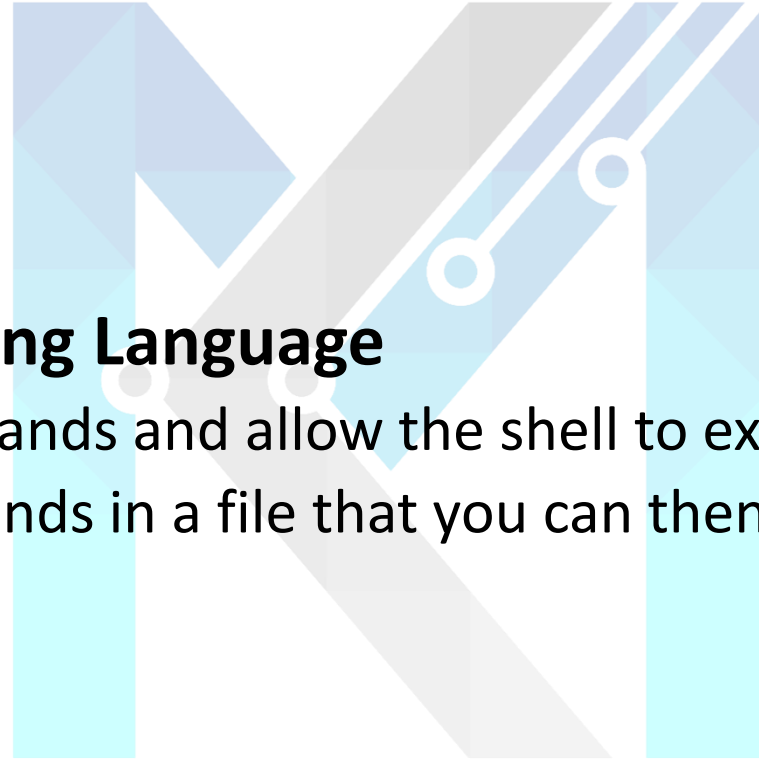 ng Language
ands and allow the shell to ex
nds in a file that you can then